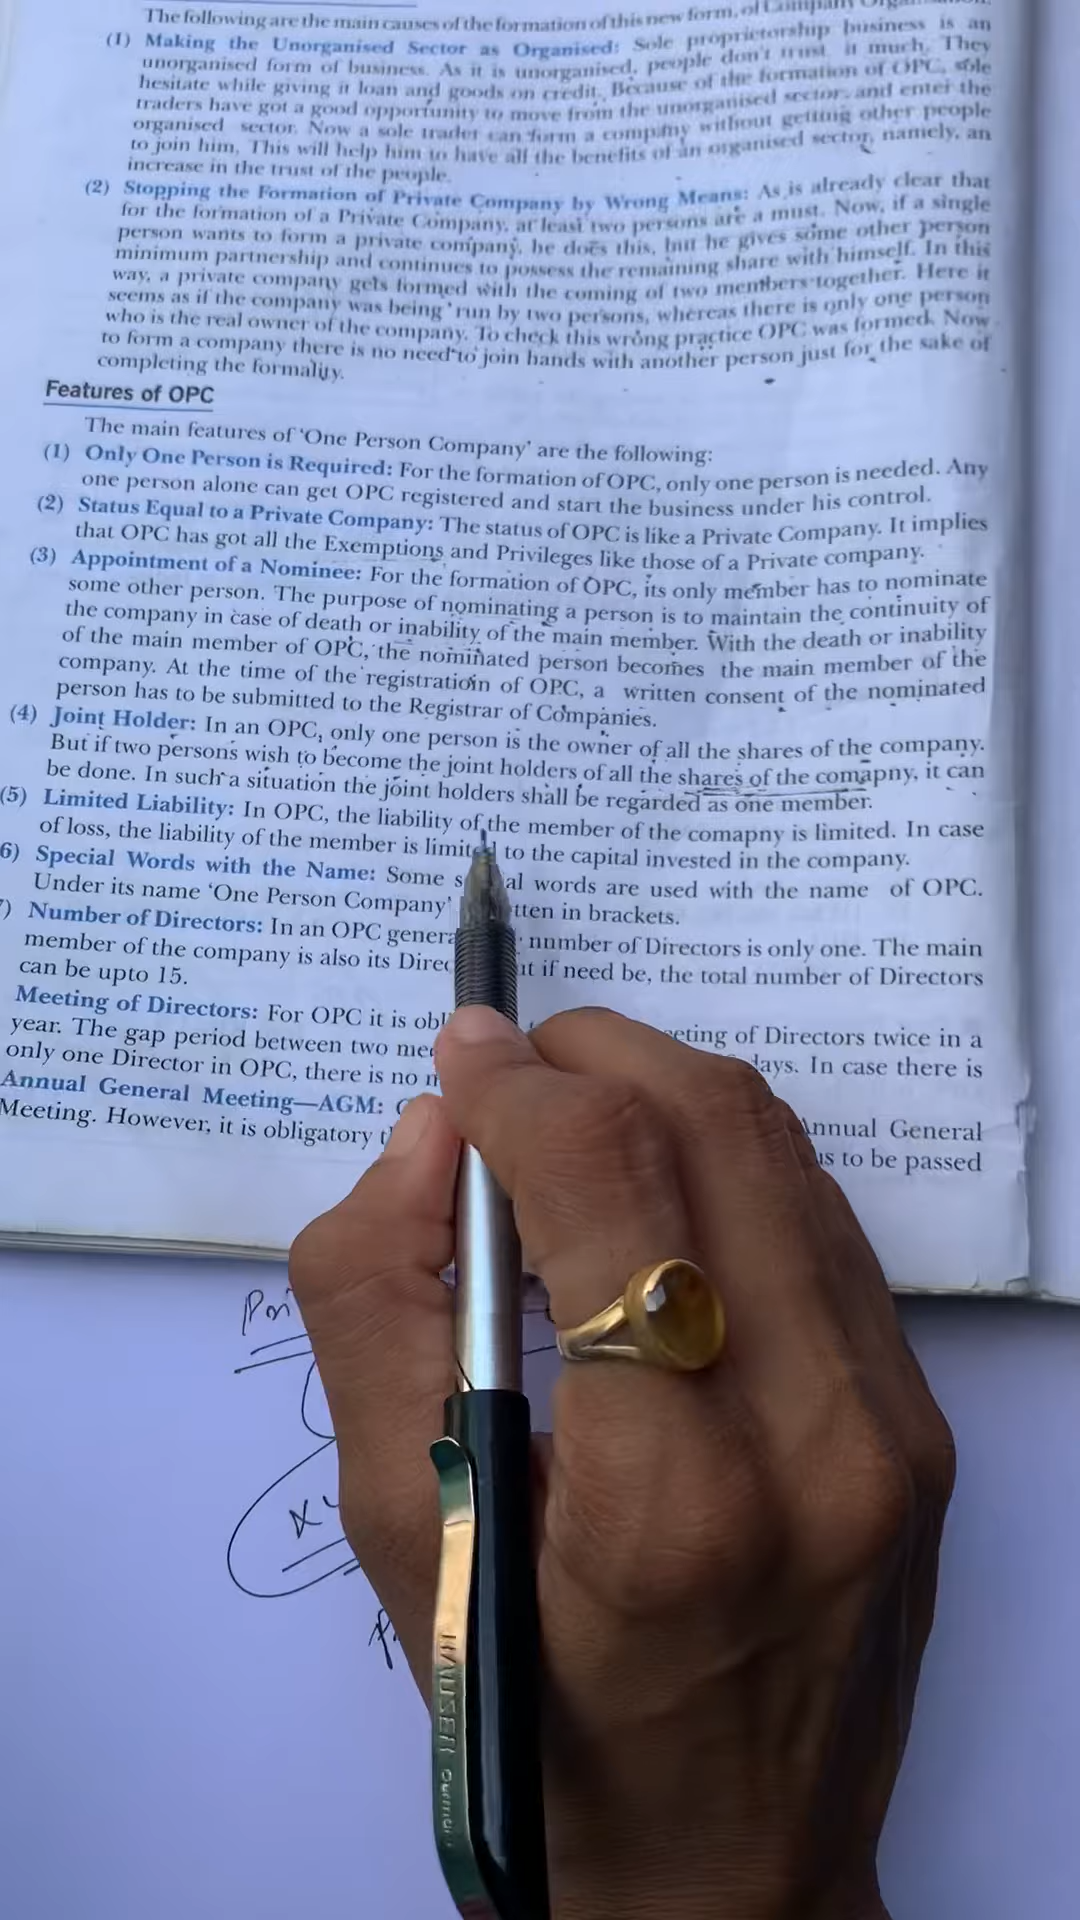 The following are the main causes of the formation of this new form, of Company
(1) Making the Unorganised Sector as Organised: Sole proprietorship business is an
unorganised form of business. As it is unorganised, people don't trust it much. They
hesitate while giving it loan and goods on credit. Because of the formation of OPC, sole
traders have got a good opportunity to move from the unorganised sector and enter the
organised sector. Now a sole trader can form a company without getting other people
to join him. This will help him to have all the benefits of an organised sector, namely, an
increase in the trust of the people.
(2) Stopping the Formation of Private Company by Wrong Means: As is already clear that
for the formation of a Private Company, at least two persons are a must. Now, if a single
person wants to form a private company, he does this, but he gives some other person
minimum partnership and continues to possess the remaining share with himself. In this
way, a private company gets formed with the coming of two members together. Here it
seems as if the company was being run by two persons, whereas there is only one person
who is the real owner of the company. To check this wrong practice OPC was formed. Now
to form a company there is no need to join hands with another person just for the sake of
completing the formality.
Features of OPC
The main features of 'One Person Company' are the following:
(1) Only One Person is Required: For the formation of OPC, only one person is needed. Any
one person alone can get OPC registered and start the business under his control.
(2) Status Equal to a Private Company: The status of OPC is like a Private Company. It implies
that OPC has got all the Exemptions and Privileges like those of a Private company.
(3) Appointment of a Nominee: For the formation of OPC, its only member has to nominate
some other person. The purpose of nominating a person is to maintain the continuity of
the company in case of death or inability of the main member. With the death or inability
of the main member of OPC, the nominated person becomes the main member of the
company. At the time of the registration of OPC, a written consent of the nominated
person has to be submitted to the Registrar of Companies.
(4) Joint Holder: In an OPC, only one person is the owner of all the shares of the company.
But if two persons wish to become the joint holders of all the shares of the comapny, it can
be done. In such a situation the joint holders shall be regarded as one member.
(5) Limited Liability: In OPC, the liability of the member of the comapny is limited. In case
of loss, the liability of the member is limited to the capital invested in the company.
6) Special Words with the Name: Some al words are used with the name of OPC.
Under its name 'One Person Company' tten in brackets.
) Number of Directors: In an OPC genera number of Directors is only one. The main
member of the company is also its Direc ut if need be, the total number of Directors
can be upto 15.
Meeting of Directors: For OPC it is obl eeting of Directors twice in a
year. The gap period between two mee days. In case there is
only one Director in OPC, there is no
Annual General Meeting—AGM: Annual General
Meeting. However, it is obligatory to be passed
HAUSER